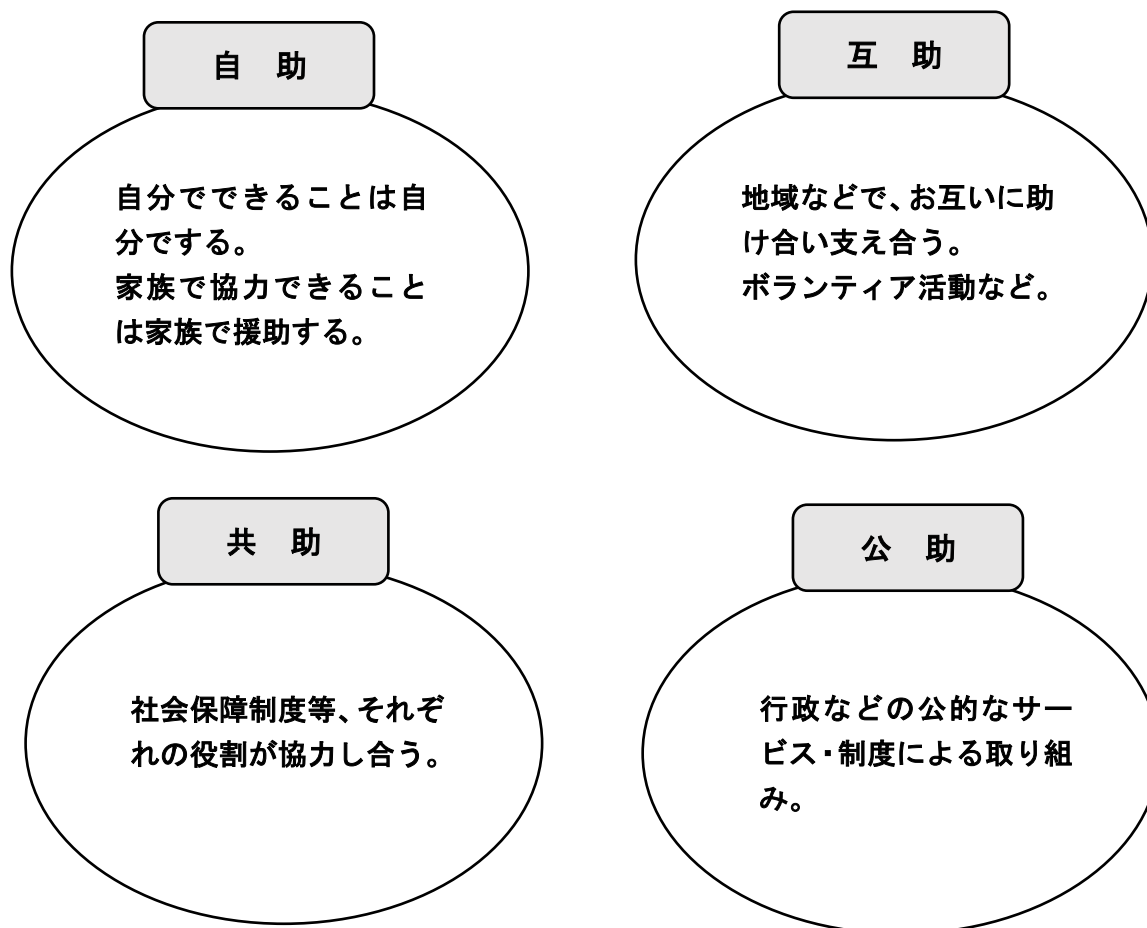 自 助
自分でできることは自
分でする。
家族で協力できること
は家族で援助する。
互 助
地域などで、お互いに助
け合い支え合う。
ボランティア活動など。
共 助
社会保障制度等、それぞ
れの役割が協力し合う。
公 助
行政などの公的なサー
ビス・制度による取り組
み。